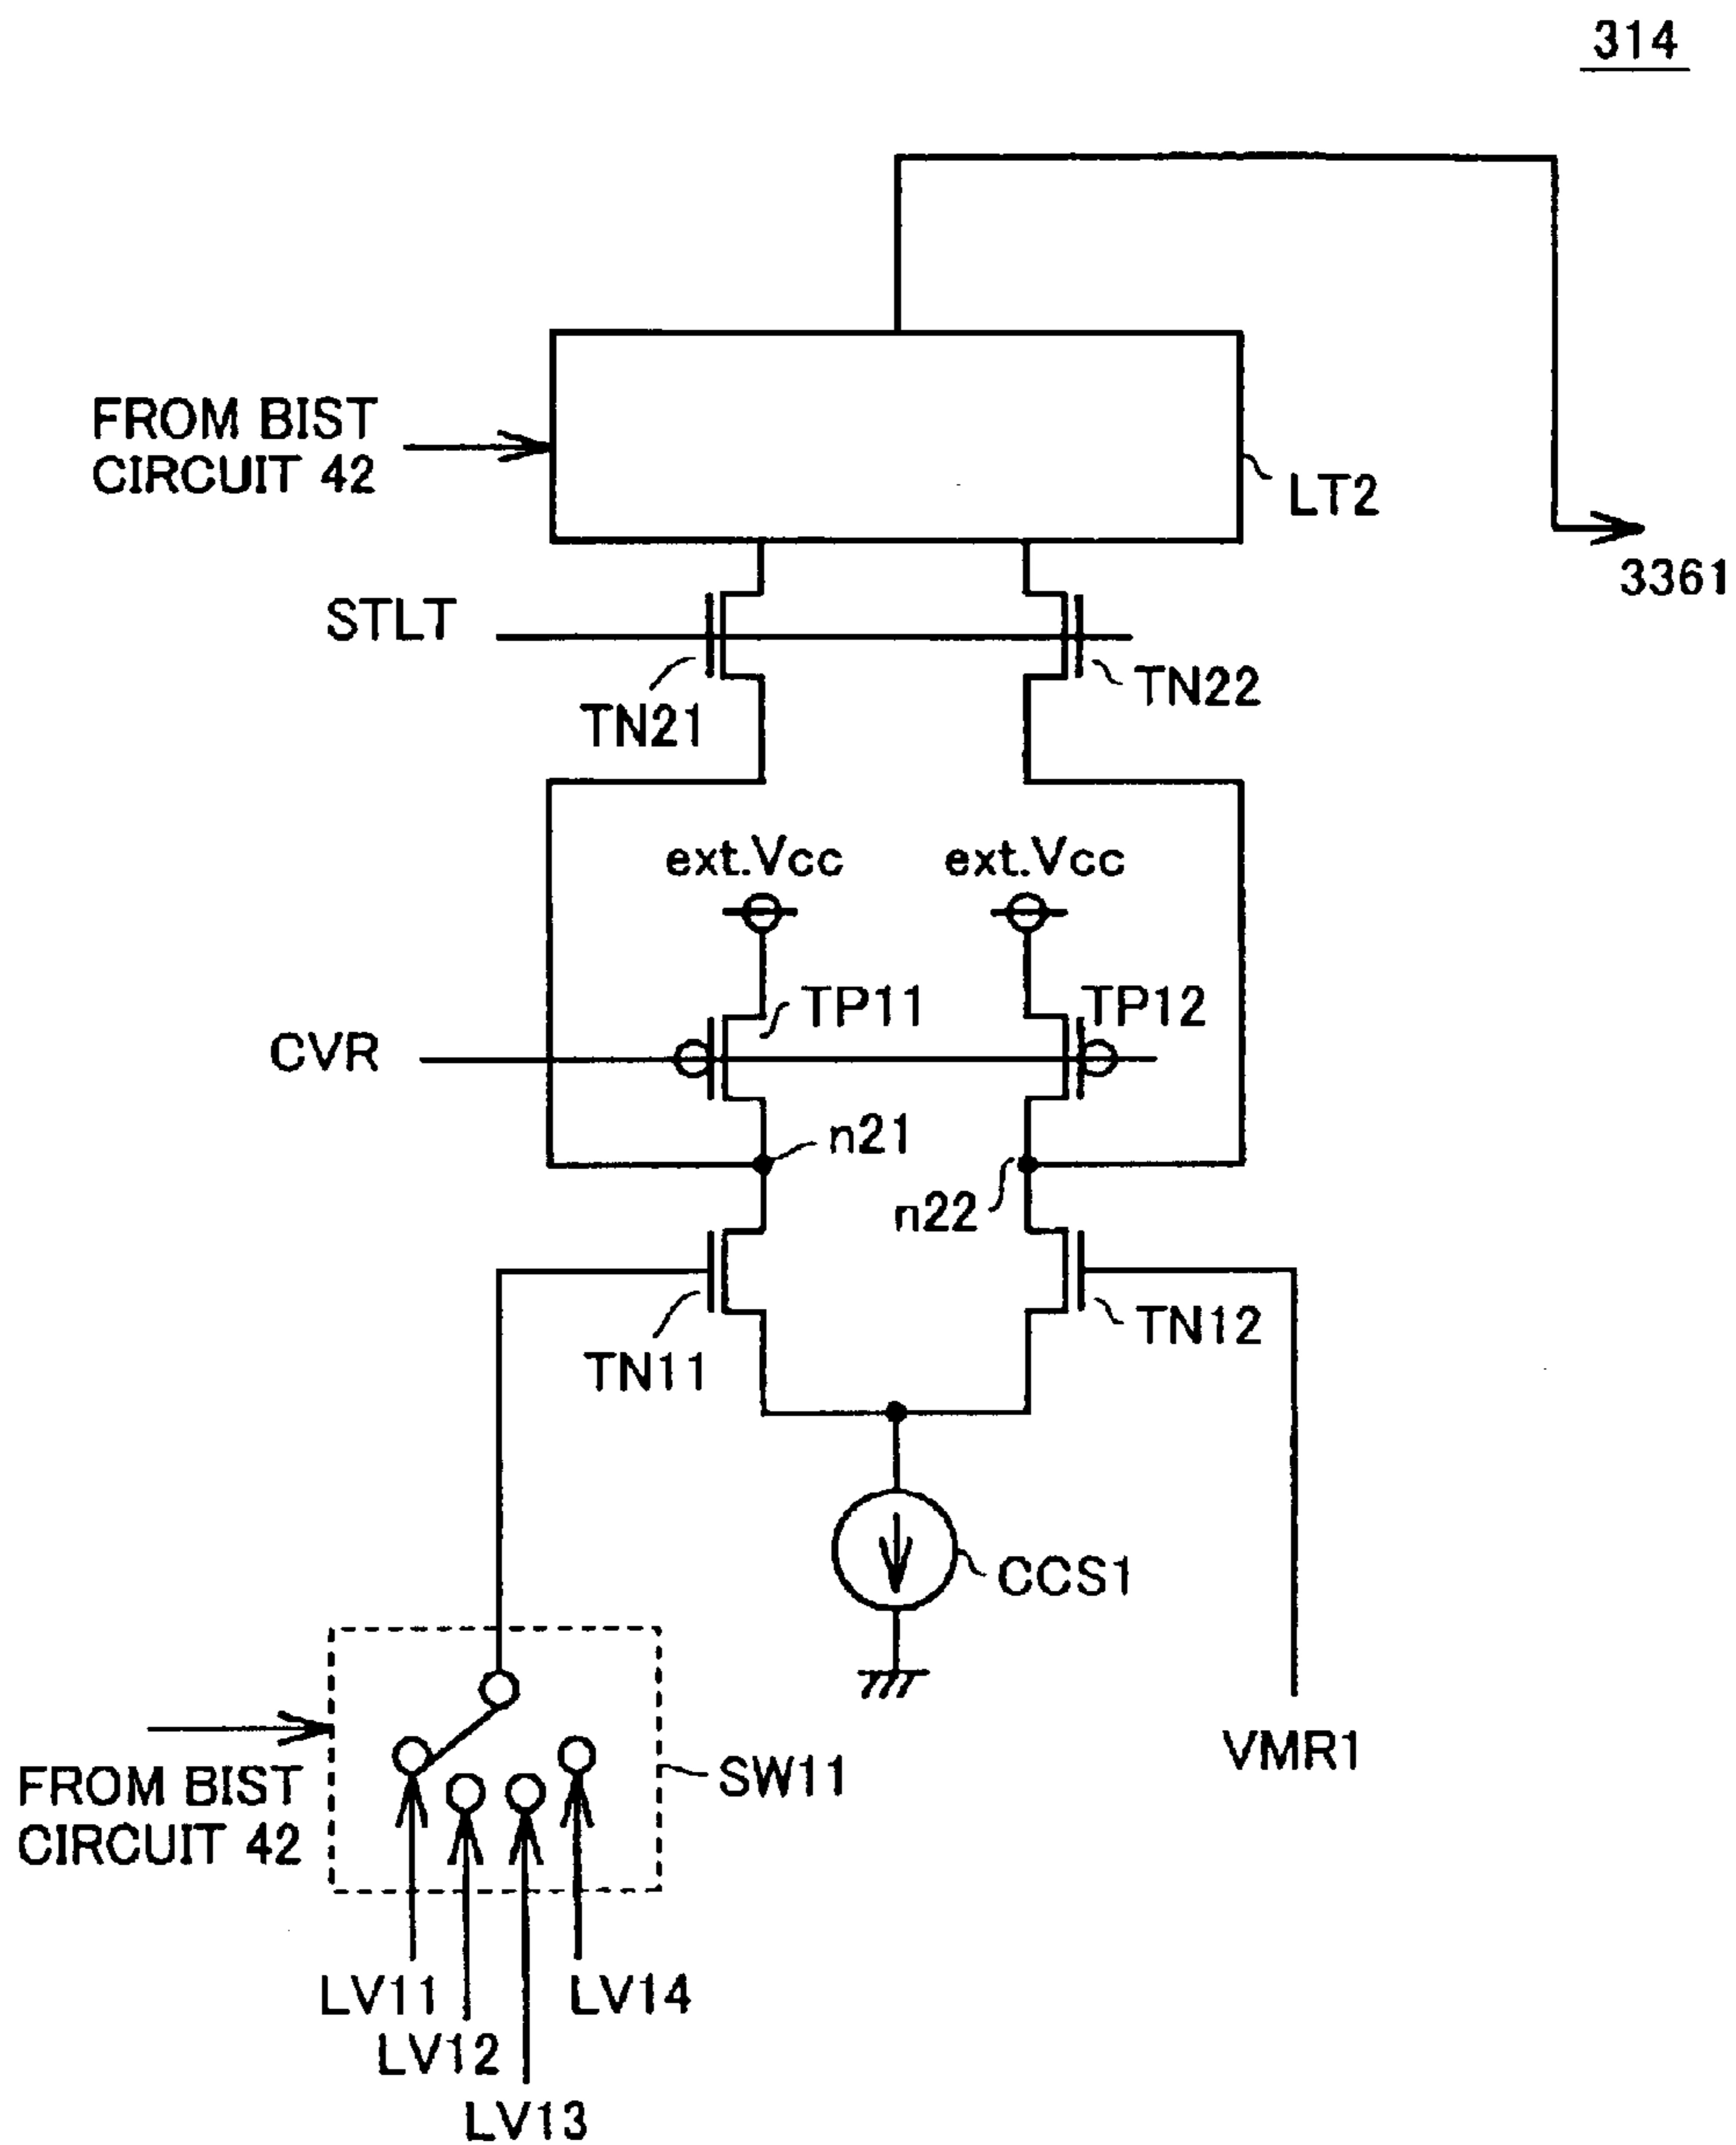 314
FROM BIST
CIRCUIT 42
LT2
3361
STLT
TN22
TN21
ext.Vcc
ext.Vcc
TP11
TP12
CVR
n21
n22
TN12
TN11
CCS1
VMR1
FROM BIST
CIRCUIT 42
SW11
LV11
LV14
LV12
LV13